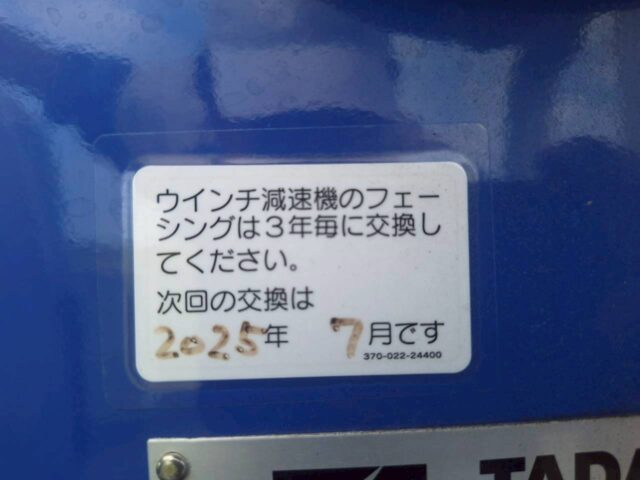 ウインチ減速機のフェー
シングは3年毎に交換し
てください。
次回の交換は
2025年 7月です
370-022-24400